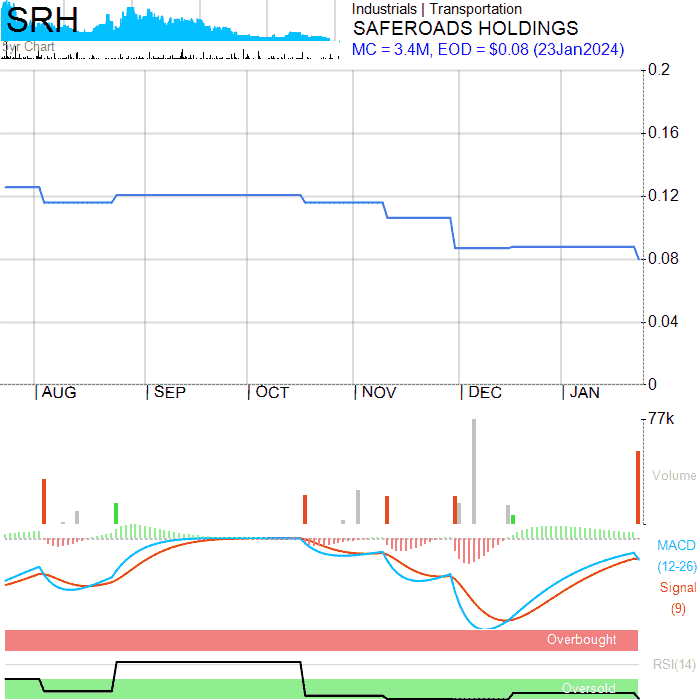 SRH
5yr Chart
Industrials | Transportation
SAFEROADS HOLDINGS
MC = 3.4M, EOD = $0.08 (23Jan2024)
0.2
0.16
0.12
0.08
0.04
0
AUG SEP OCT NOV DEC JAN
77k
Volume
MACD
(12-26)
Signal
(9)
Overbought
RSI(14)
Oversold